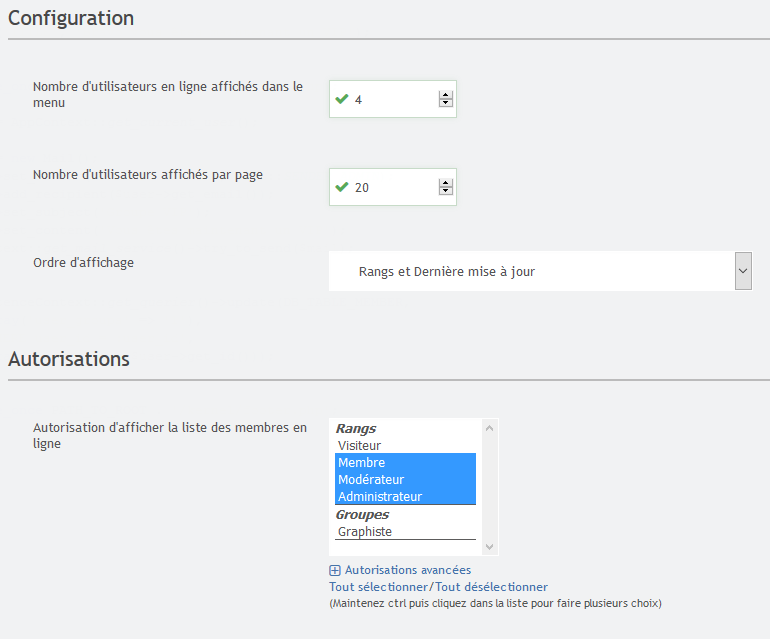 Configuration
Nombre d'utilisateurs en ligne affichés dans le
menu
4
Nombre d'utilisateurs affichés par page
20
Ordre d'affichage
Rangs et Dernière mise à jour
Autorisations
Autorisation d'afficher la liste des membres en
ligne
Rangs
Visiteur
Membre
Modérateur
Administrateur
Groupes
Graphiste
Autorisations avancées
Tout sélectionner/Tout désélectionner
(Maintenez ctrl puis cliquez dans la liste pour faire plusieurs choix)